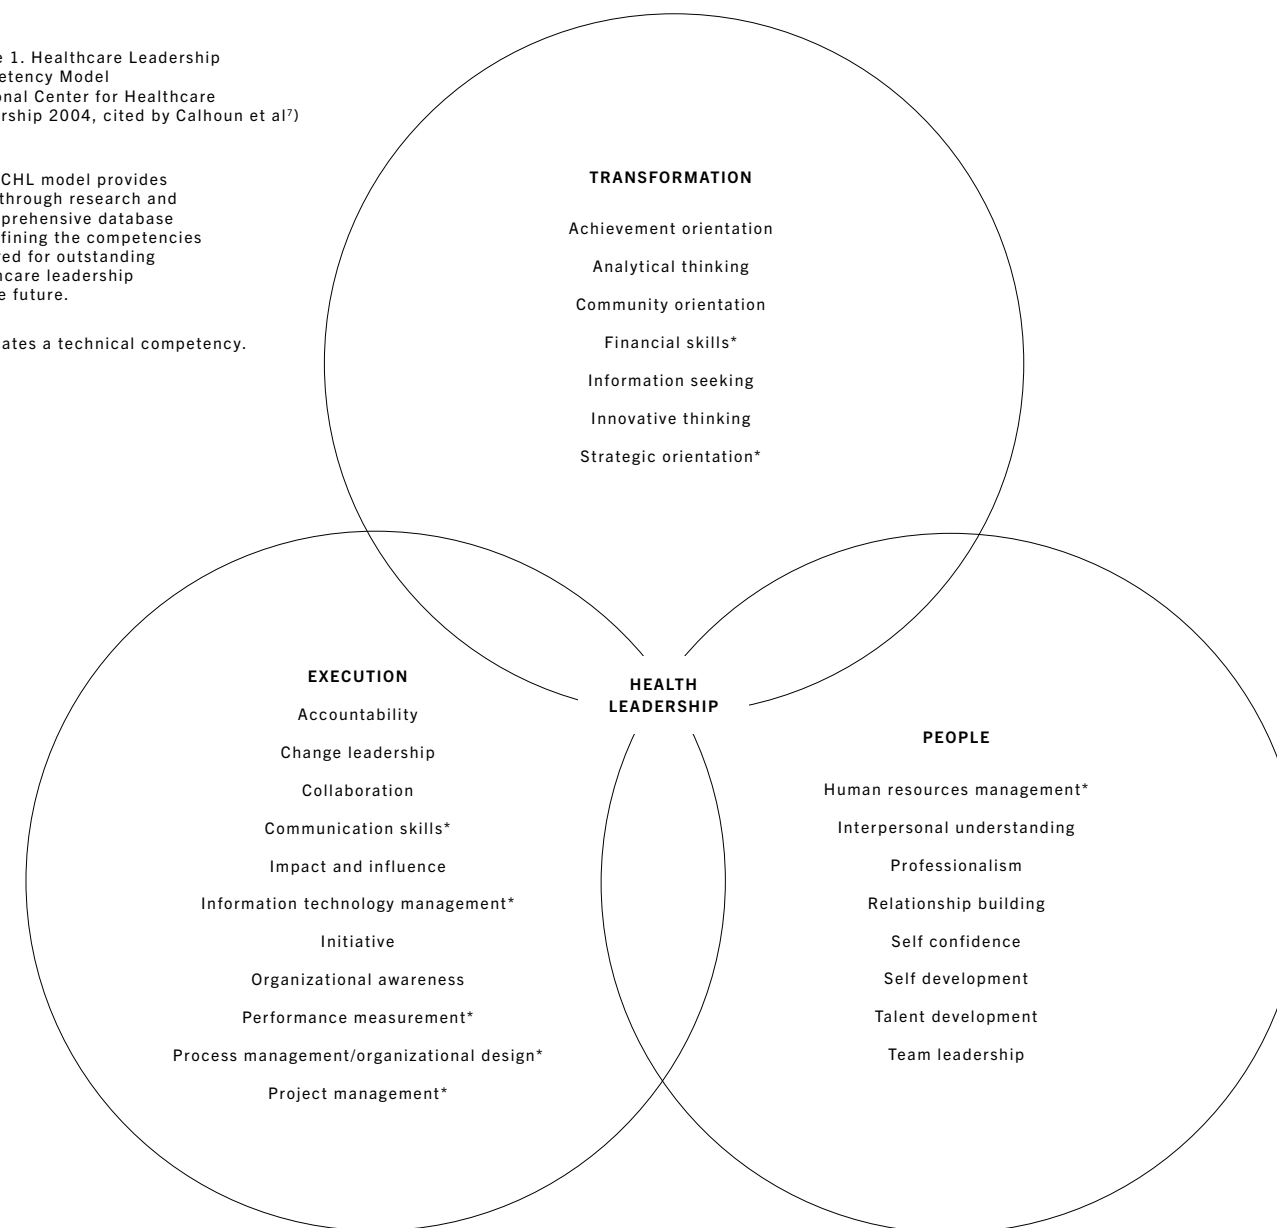 e 1. Healthcare Leadership
etency Model
onal Center for Healthcare
rship 2004, cited by Calhoun et al⁷)
CHL model provides
through research and
prehensive database
fining the competencies
ed for outstanding
hcare leadership
e future.
ates a technical competency.
TRANSFORMATION
Achievement orientation
Analytical thinking
Community orientation
Financial skills*
Information seeking
Innovative thinking
Strategic orientation*
HEALTH
LEADERSHIP
EXECUTION
Accountability
Change leadership
Collaboration
Communication skills*
Impact and influence
Information technology management*
Initiative
Organizational awareness
Performance measurement*
Process management/organizational design*
Project management*
PEOPLE
Human resources management*
Interpersonal understanding
Professionalism
Relationship building
Self confidence
Self development
Talent development
Team leadership